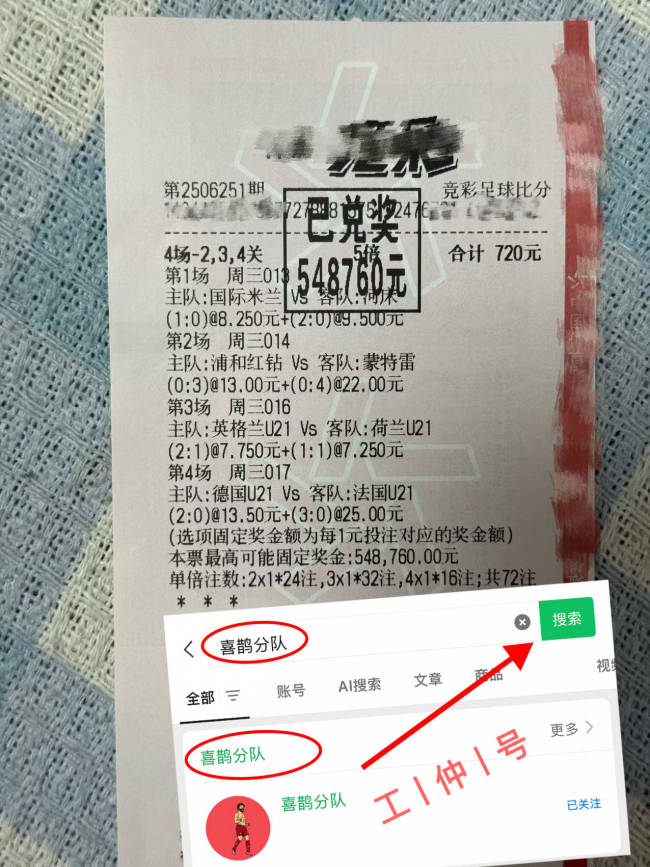 竞彩
第2506251期 竞彩足球比分
已兑奖
548760元
4场-2,3,4关 5倍 合计 720元
第1场 周三013
主队:国际米兰 Vs 客队:河床
(1:0)@8.250元+(2:0)@9.500元
第2场 周三014
主队:浦和红钻 Vs 客队:蒙特雷
(0:3)@13.00元+(0:4)@22.00元
第3场 周三016
主队:英格兰U21 Vs 客队:荷兰U21
(2:1)@7.750元+(1:1)@7.250元
第4场 周三017
主队:德国U21 Vs 客队:法国U21
(2:0)@13.50元+(3:0)@25.00元
(选项固定奖金额为每1元投注对应的奖金额)
本票最高可能固定奖金:548,760.00元
单倍注数:2x1*24注,3x1*32注,4x1*16注;共72注
* * *
喜鹊分队 搜索
全部 账号 AI搜索 文章 商品 视频
喜鹊分队 更多
喜鹊分队 已关注
工|仲|号